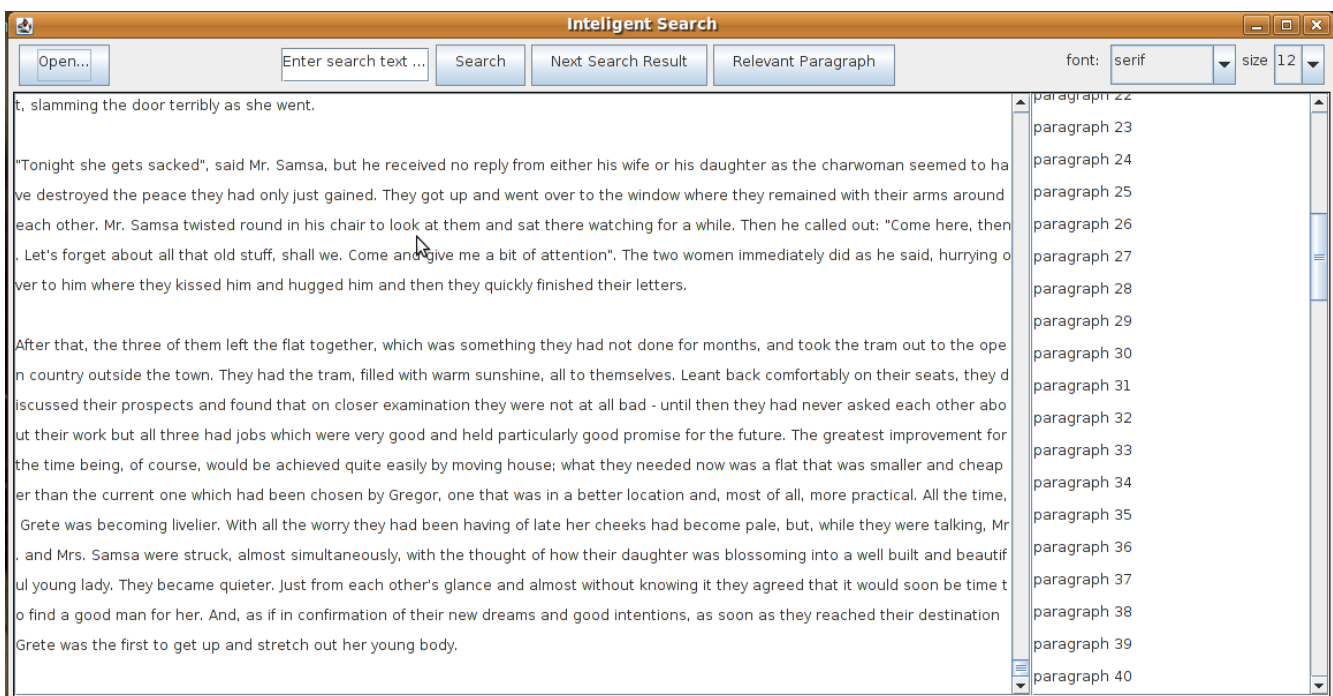 Inteligent Search
Open...
Enter search text ...
Search
Next Search Result
Relevant Paragraph
font:
serif
size
12
t, slamming the door terribly as she went.
"Tonight she gets sacked", said Mr. Samsa, but he received no reply from either his wife or his daughter as the charwoman seemed to ha
ve destroyed the peace they had only just gained. They got up and went over to the window where they remained with their arms around
each other. Mr. Samsa twisted round in his chair to look at them and sat there watching for a while. Then he called out: "Come here, then
. Let's forget about all that old stuff, shall we. Come and give me a bit of attention". The two women immediately did as he said, hurrying o
ver to him where they kissed him and hugged him and then they quickly finished their letters.
After that, the three of them left the flat together, which was something they had not done for months, and took the tram out to the ope
n country outside the town. They had the tram, filled with warm sunshine, all to themselves. Leant back comfortably on their seats, they d
iscussed their prospects and found that on closer examination they were not at all bad - until then they had never asked each other abo
ut their work but all three had jobs which were very good and held particularly good promise for the future. The greatest improvement for
the time being, of course, would be achieved quite easily by moving house; what they needed now was a flat that was smaller and cheap
er than the current one which had been chosen by Gregor, one that was in a better location and, most of all, more practical. All the time,
Grete was becoming livelier. With all the worry they had been having of late her cheeks had become pale, but, while they were talking, Mr
. and Mrs. Samsa were struck, almost simultaneously, with the thought of how their daughter was blossoming into a well built and beautif
ul young lady. They became quieter. Just from each other's glance and almost without knowing it they agreed that it would soon be time t
o find a good man for her. And, as if in confirmation of their new dreams and good intentions, as soon as they reached their destination
Grete was the first to get up and stretch out her young body.
paragraph 22
paragraph 23
paragraph 24
paragraph 25
paragraph 26
paragraph 27
paragraph 28
paragraph 29
paragraph 30
paragraph 31
paragraph 32
paragraph 33
paragraph 34
paragraph 35
paragraph 36
paragraph 37
paragraph 38
paragraph 39
paragraph 40